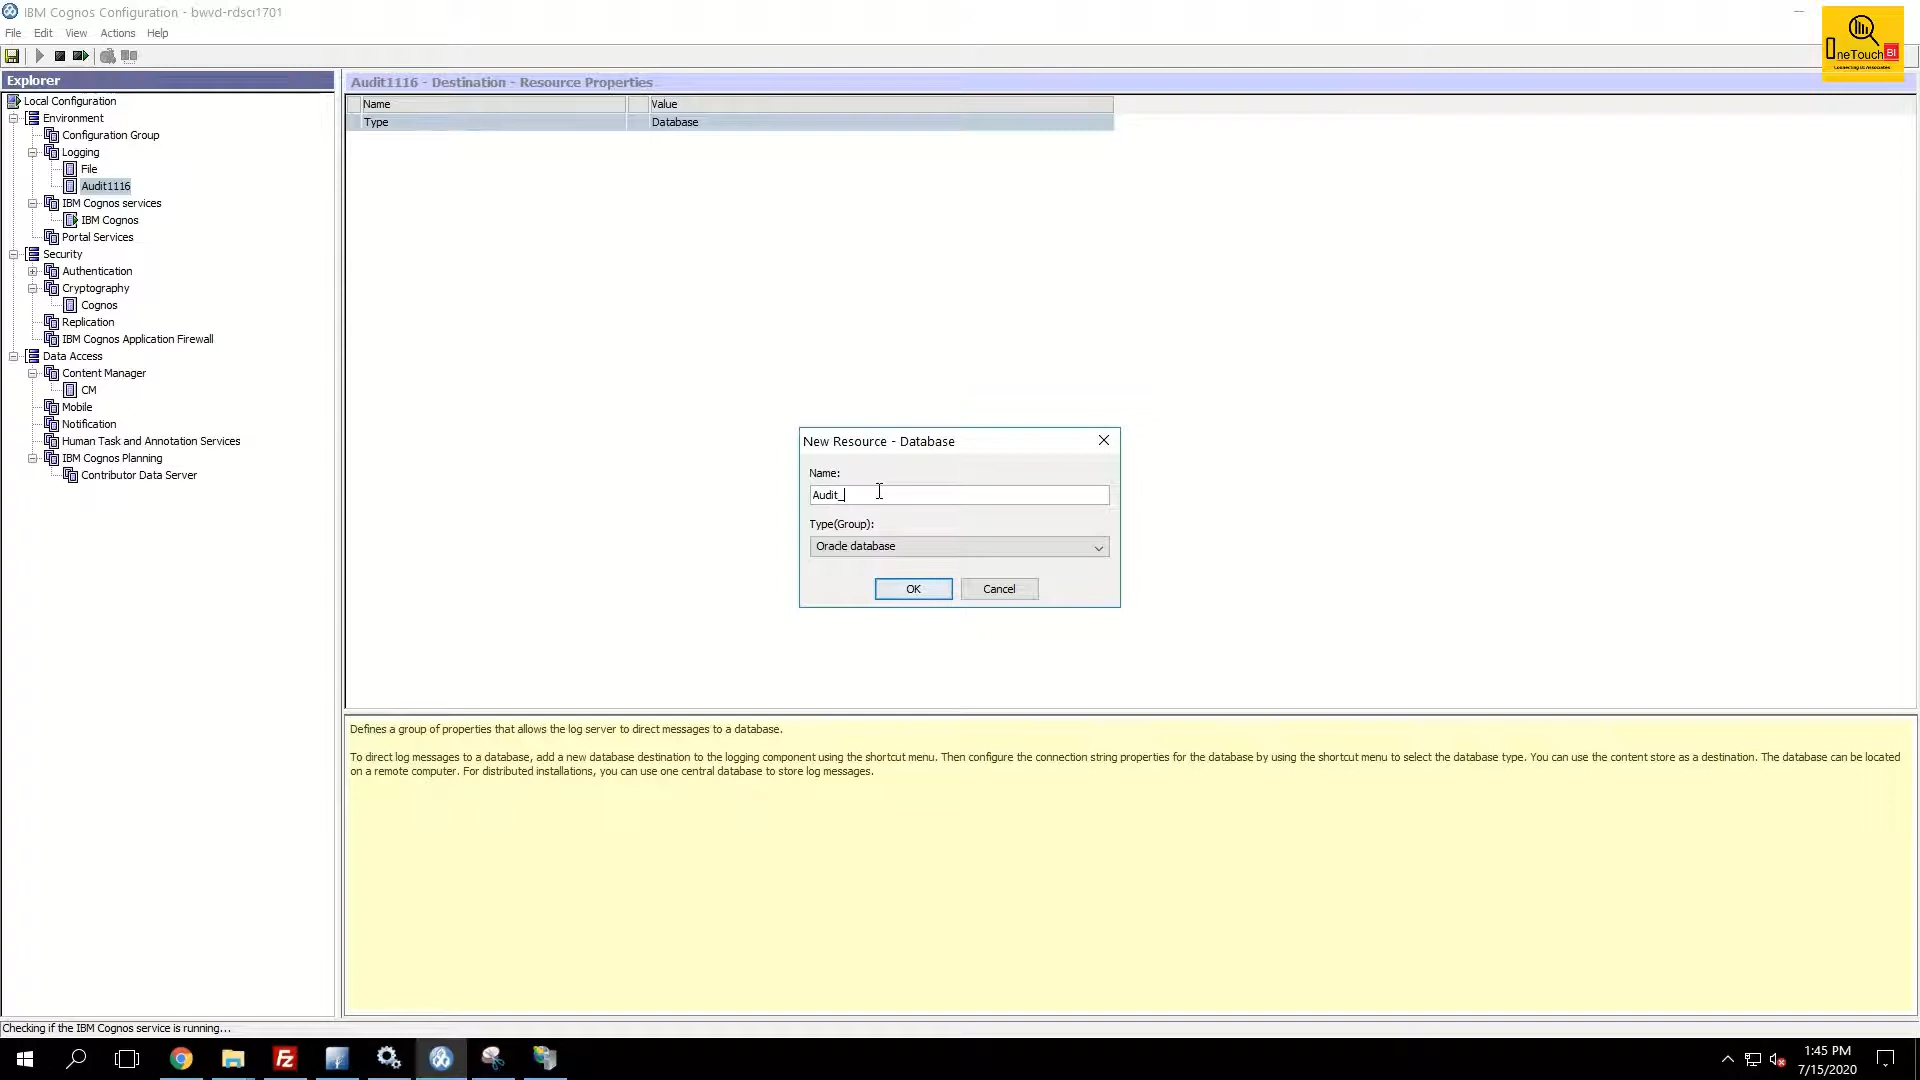 IBM Cognos Configuration - bwvd-rdsci1701
File Edit View Actions Help
neTouch BI
Connecting BI Associates
Explorer
Local Configuration
Environment
Configuration Group
Logging
File
Audit1116
IBM Cognos services
IBM Cognos
Portal Services
Security
Authentication
Cryptography
Cognos
Replication
IBM Cognos Application Firewall
Data Access
Content Manager
CM
Mobile
Notification
Human Task and Annotation Services
IBM Cognos Planning
Contributor Data Server
Audit1116 - Destination - Resource Properties
Name Value
Type Database
New Resource - Database
Name:
Audit_
Type(Group):
Oracle database
OK Cancel
Defines a group of properties that allows the log server to direct messages to a database.
To direct log messages to a database, add a new database destination to the logging component using the shortcut menu. Then configure the connection string properties for the database by using the shortcut menu to select the database type. You can use the content store as a destination. The database can be located
on a remote computer. For distributed installations, you can use one central database to store log messages.
Checking if the IBM Cognos service is running...
Fz
1:45 PM
7/15/2020